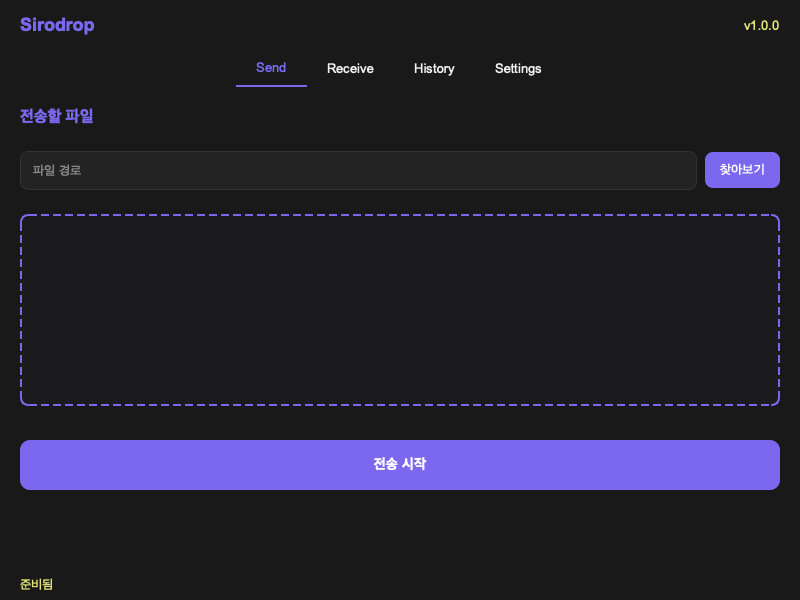 Sirodrop
v1.0.0
Send Receive History Settings
전송할 파일
파일 경로
찾아보기
전송 시작
준비됨